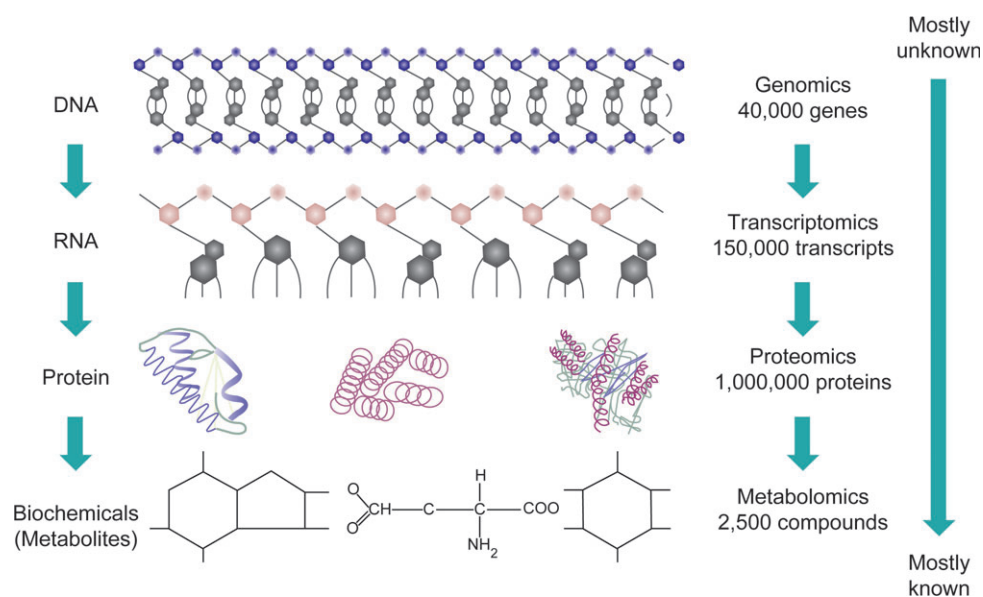 Mostly
unknown
DNA
Genomics
40,000 genes
RNA
Transcriptomics
150,000 transcripts
Protein
Proteomics
1,000,000 proteins
Biochemicals
(Metabolites)
O
O
CH
C
H
C
NH2
COO
Metabolomics
2,500 compounds
Mostly
known